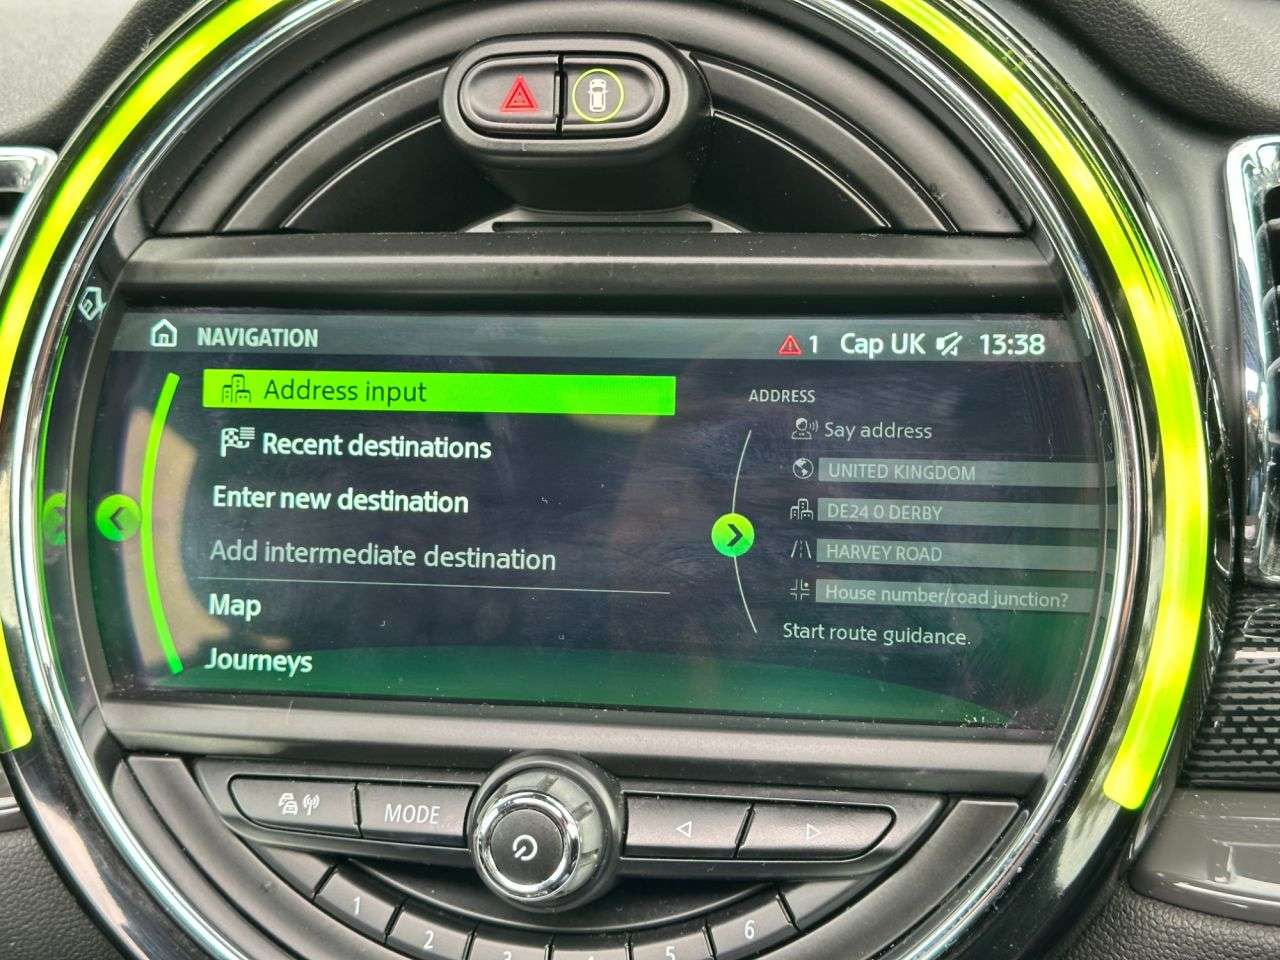 NAVIGATION
1 Cap UK 13:38
Address input
Recent destinations
Enter new destination
Add intermediate destination
Map
Journeys
ADDRESS
Say address
UNITED KINGDOM
DE24 0 DERBY
HARVEY ROAD
House number/road junction?
Start route guidance.
MODE
1
2
3
5
6